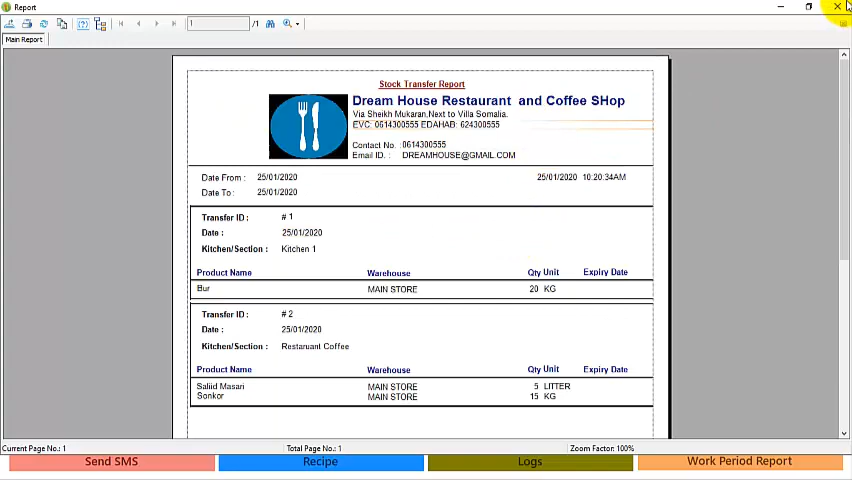 Report
1
/1
Main Report
Stock Transfer Report
Dream House Restaurant and Coffee SHop
Via Sheikh Mukaran,Next to Villa Somalia.
EVC: 0614300555 EDAHAB: 624300555
Contact No. :0614300555
Email ID. : DREAMHOUSE@GMAIL.COM
Date From : 25/01/2020 25/01/2020 10:20:34AM
Date To : 25/01/2020
Transfer ID : # 1
Date : 25/01/2020
Kitchen/Section : Kitchen 1
Product Name Warehouse Qty Unit Expiry Date
Bur MAIN STORE 20 KG
Transfer ID : # 2
Date : 25/01/2020
Kitchen/Section : Restaruant Coffee
Product Name Warehouse Qty Unit Expiry Date
Saliid Masari MAIN STORE 5 LITTER
Sonkor MAIN STORE 15 KG
Current Page No.: 1 Total Page No.: 1 Zoom Factor: 100%
Send SMS Recipe Logs Work Period Report